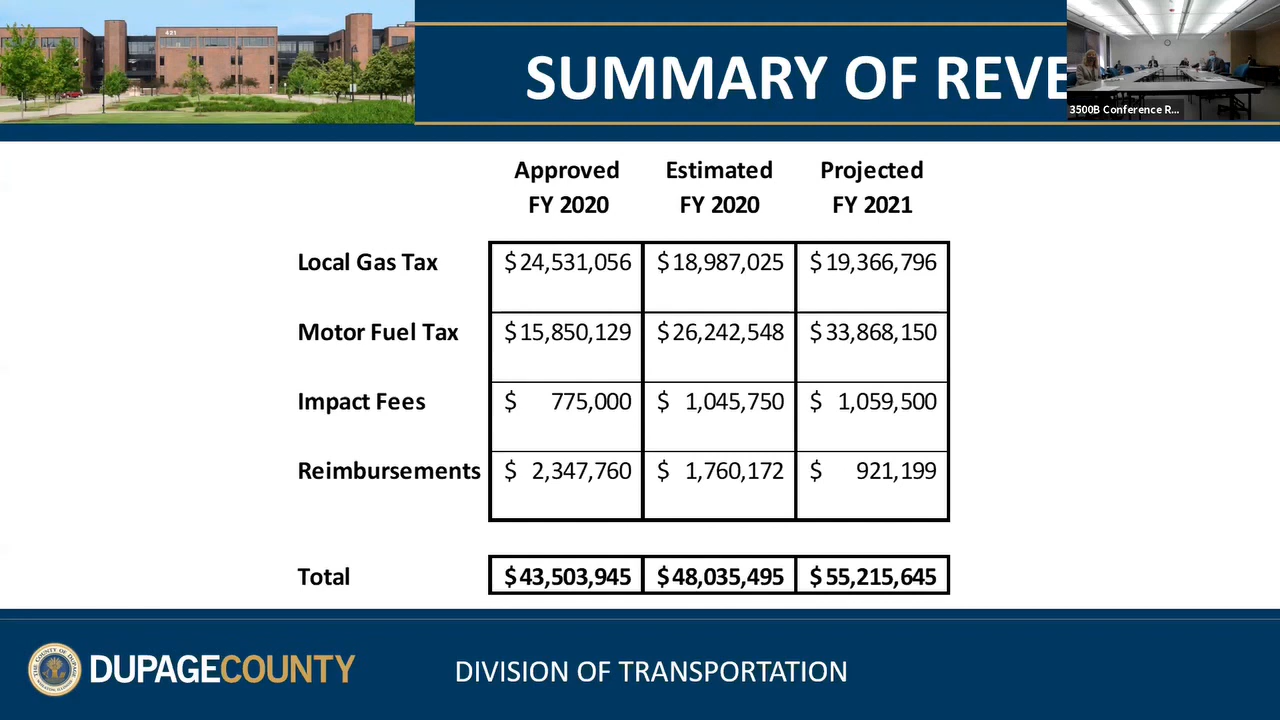 431
SUMMARY OF REVE
3500B Conference R...
Approved Estimated Projected
FY 2020 FY 2020 FY 2021
Local Gas Tax $ 24,531,056 $ 18,987,025 $ 19,366,796
Motor Fuel Tax $ 15,850,129 $ 26,242,548 $ 33,868,150
Impact Fees $ 775,000 $ 1,045,750 $ 1,059,500
Reimbursements $ 2,347,760 $ 1,760,172 $ 921,199
Total $ 43,503,945 $ 48,035,495 $ 55,215,645
DUPAGECOUNTY
DIVISION OF TRANSPORTATION